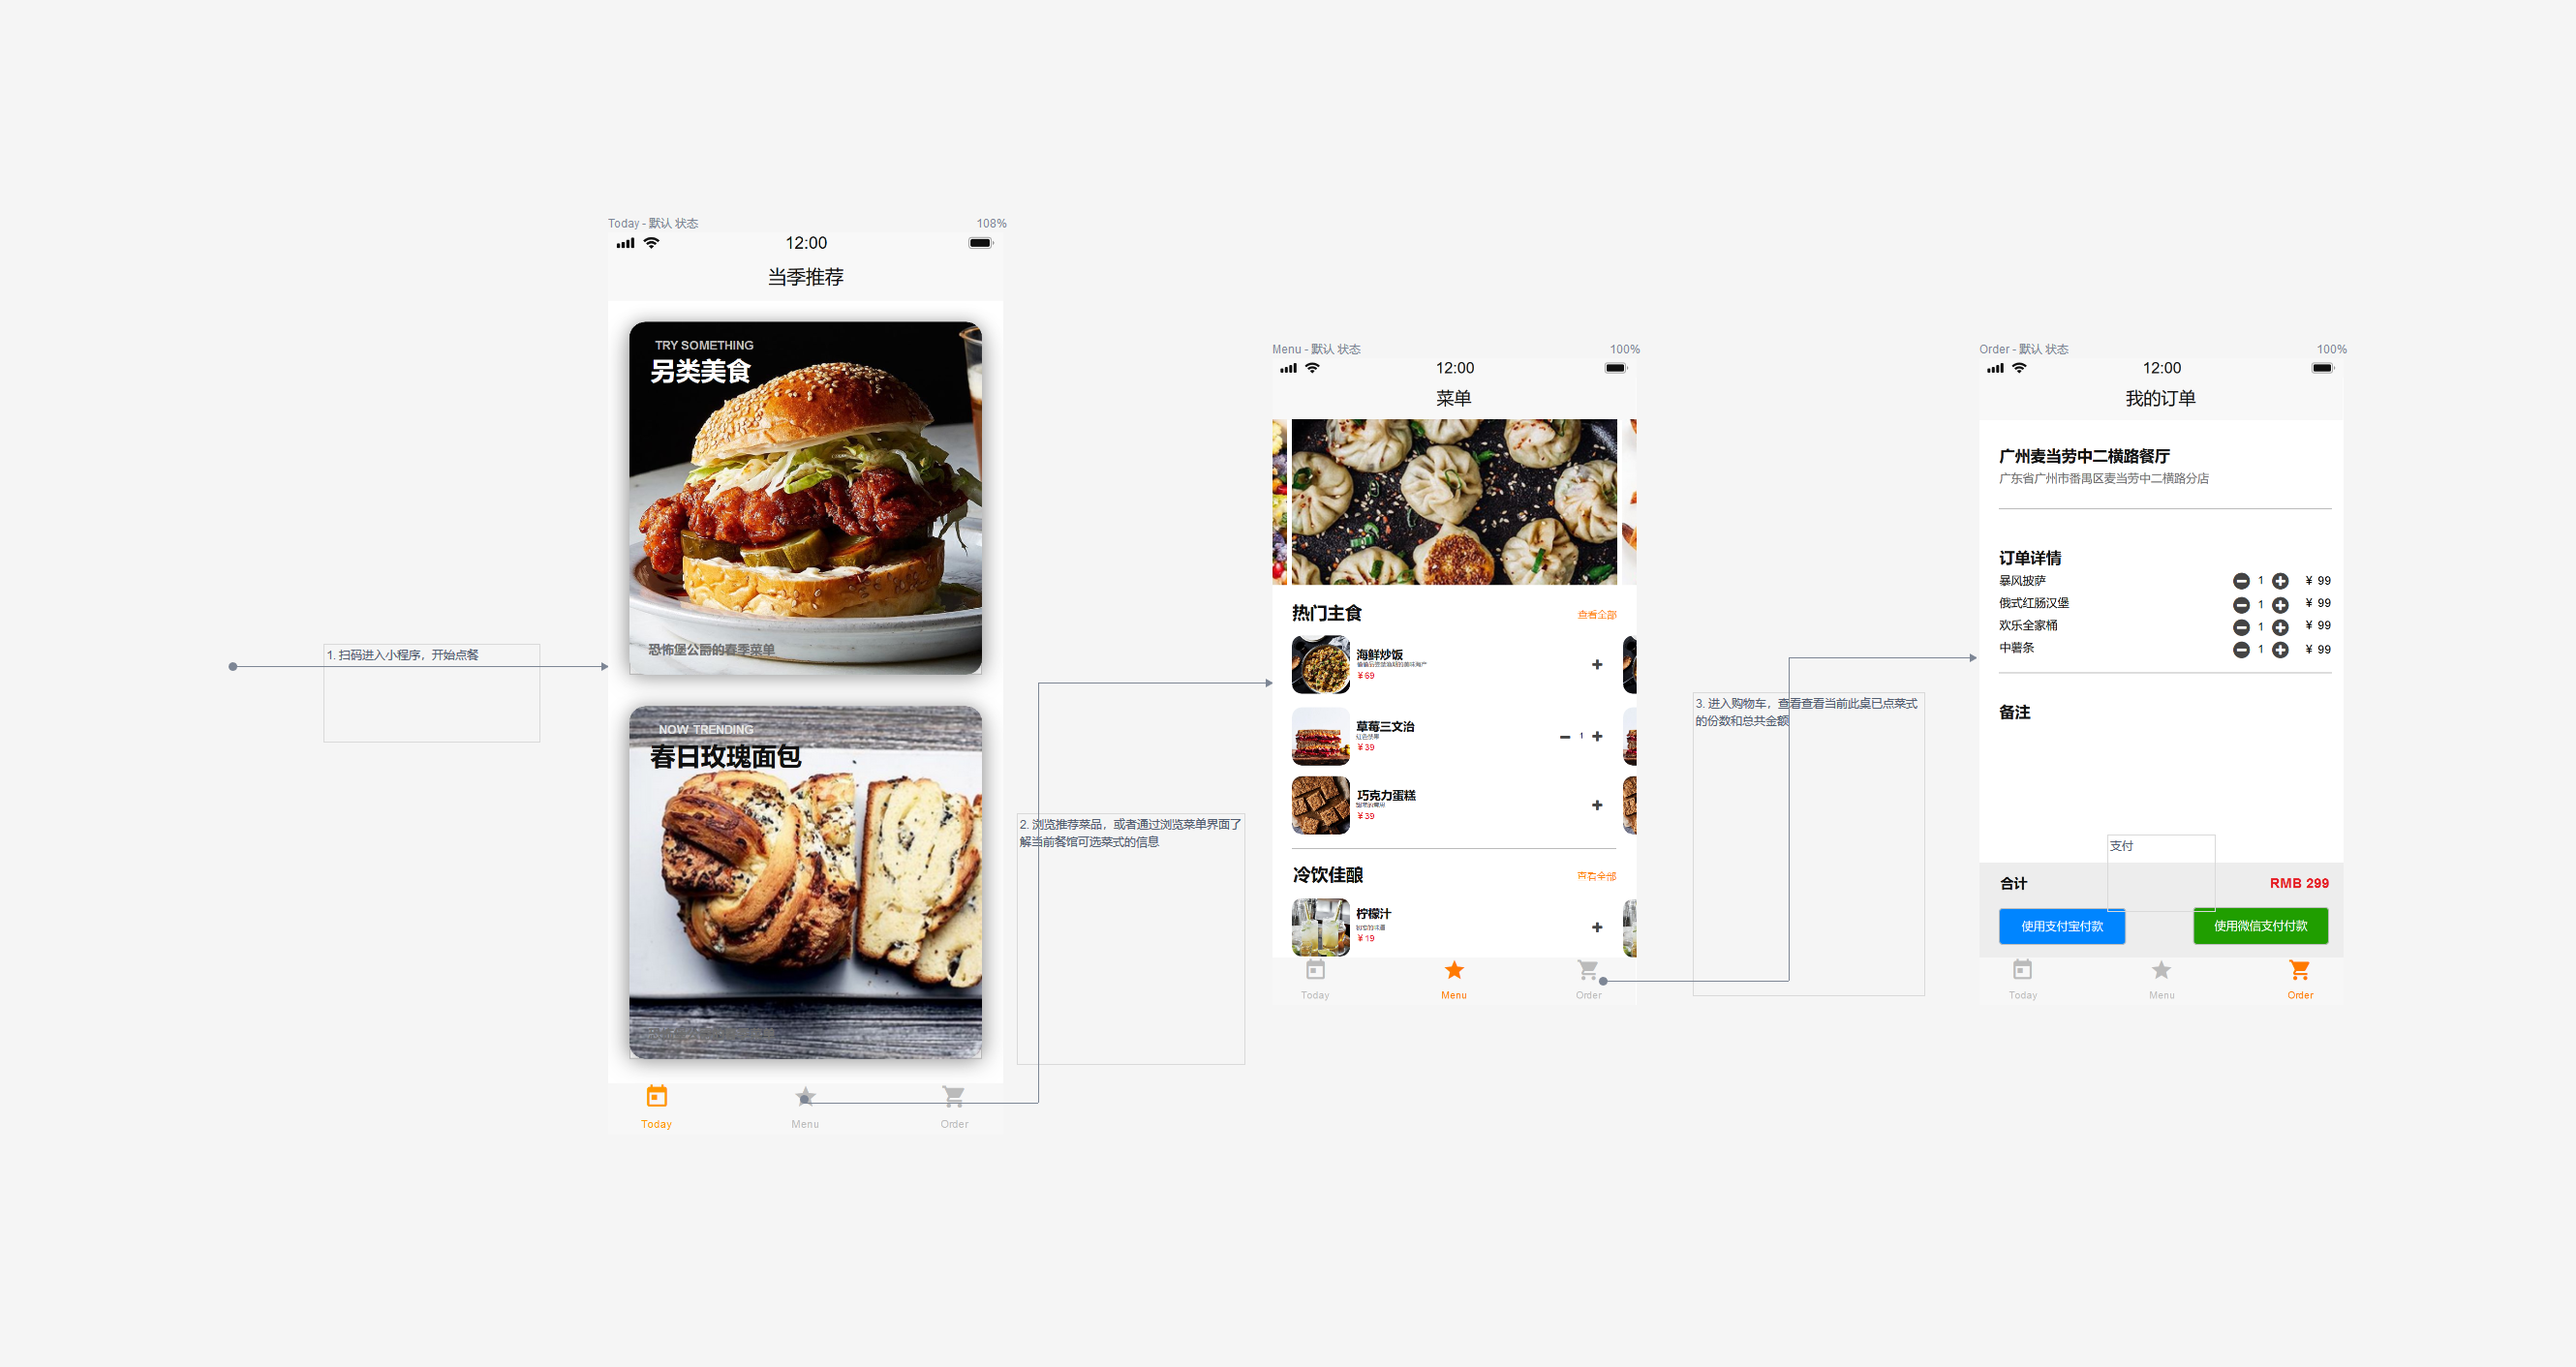 1. 扫码进入小程序，开始点餐
Today - 默认 状态
108%
12:00
当季推荐
TRY SOMETHING
另类美食
恐怖堡公爵的春季菜单
NOW TRENDING
春日玫瑰面包
Today
Menu
Order
2. 浏览推荐菜品，或者通过浏览菜单界面了
解当前餐馆可选菜式的信息
Menu - 默认 状态
100%
12:00
菜单
热门主食
查看全部
海鲜炒饭
¥69
草莓三文治
¥39
1
巧克力蛋糕
¥39
冷饮佳酿
查看全部
柠檬汁
¥19
Today
Menu
Order
3. 进入购物车，查看查看当前此桌已点菜式
的份数和总共金额
Order - 默认 状态
100%
12:00
我的订单
广州麦当劳中二横路餐厅
广东省广州市番禺区麦当劳中二横路分店
订单详情
暴风披萨 1 ¥ 99
俄式红肠汉堡 1 ¥ 99
欢乐全家桶 1 ¥ 99
中薯条 1 ¥ 99
备注
支付
合计 RMB 299
使用支付宝付款 使用微信支付付款
Today
Menu
Order